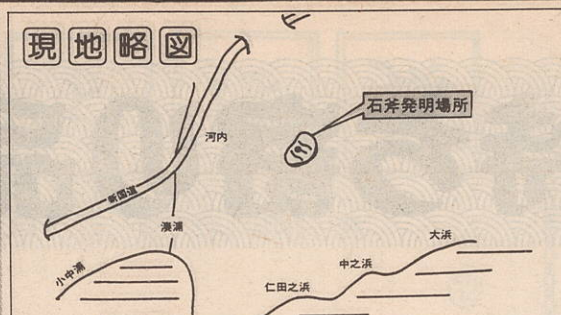 現地略図
石斧発明場所
河内
新国道
湊浦
大浜
小中浦
中之浜
仁田之浜